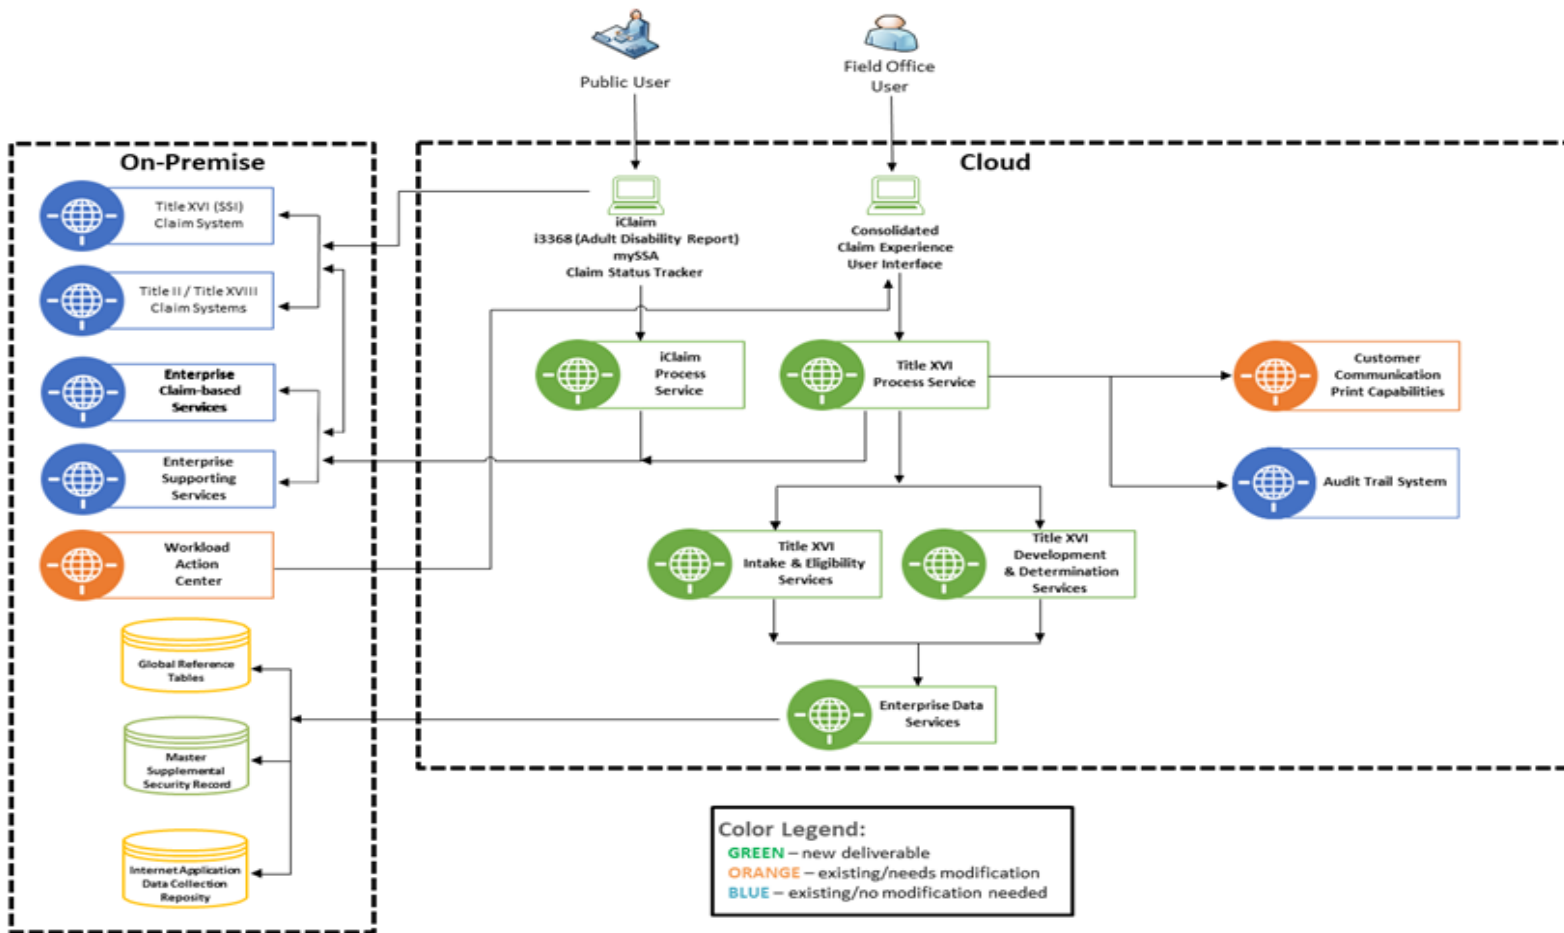 Public User
Field Office
User
On-Premise
Title XVI (SSI)
Claim System
Title II / Title XVIII
Claim Systems
Enterprise
Claim-based
Services
Enterprise
Supporting
Services
Workload
Action
Center
Global Reference
Tables
Master
Supplemental
Security Record
Internet Application
Data Collection
Reposity
Cloud
iClaim
i3368 (Adult Disability Report)
mySSA
Claim Status Tracker
Consolidated
Claim Experience
User Interface
iClaim
Process
Service
Title XVI
Process Service
Customer
Communication
Print Capabilities
Audit Trail System
Title XVI
Intake & Eligibility
Services
Title XVI
Development
& Determination
Services
Enterprise Data
Services
Color Legend:
GREEN – new deliverable
ORANGE – existing/needs modification
BLUE – existing/no modification needed